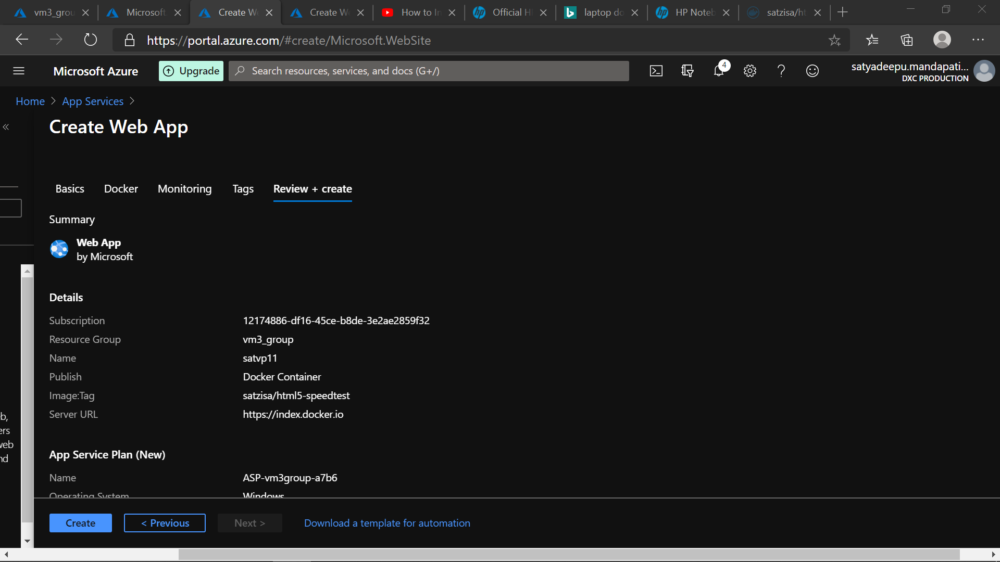 vm3_grou
Microsoft
Create We
Create We
How to In
Official H
laptop do
HP Noteb
satzisa/ht
https://portal.azure.com/#create/Microsoft.WebSite
Microsoft Azure
Upgrade
Search resources, services, and docs (G+/)
4
satyadeepu.mandapati...
DXC PRODUCTION
Home > App Services >
Create Web App
Basics Docker Monitoring Tags Review + create
Summary
Web App
by Microsoft
Details
Subscription 12174886-df16-45ce-b8de-3e2ae2859f32
Resource Group vm3_group
Name satvp11
Publish Docker Container
Image:Tag satzisa/html5-speedtest
Server URL https://index.docker.io
b,
ers
veb
nd
App Service Plan (New)
Name ASP-vm3group-a7b6
Operating System Windows
Create < Previous Next > Download a template for automation